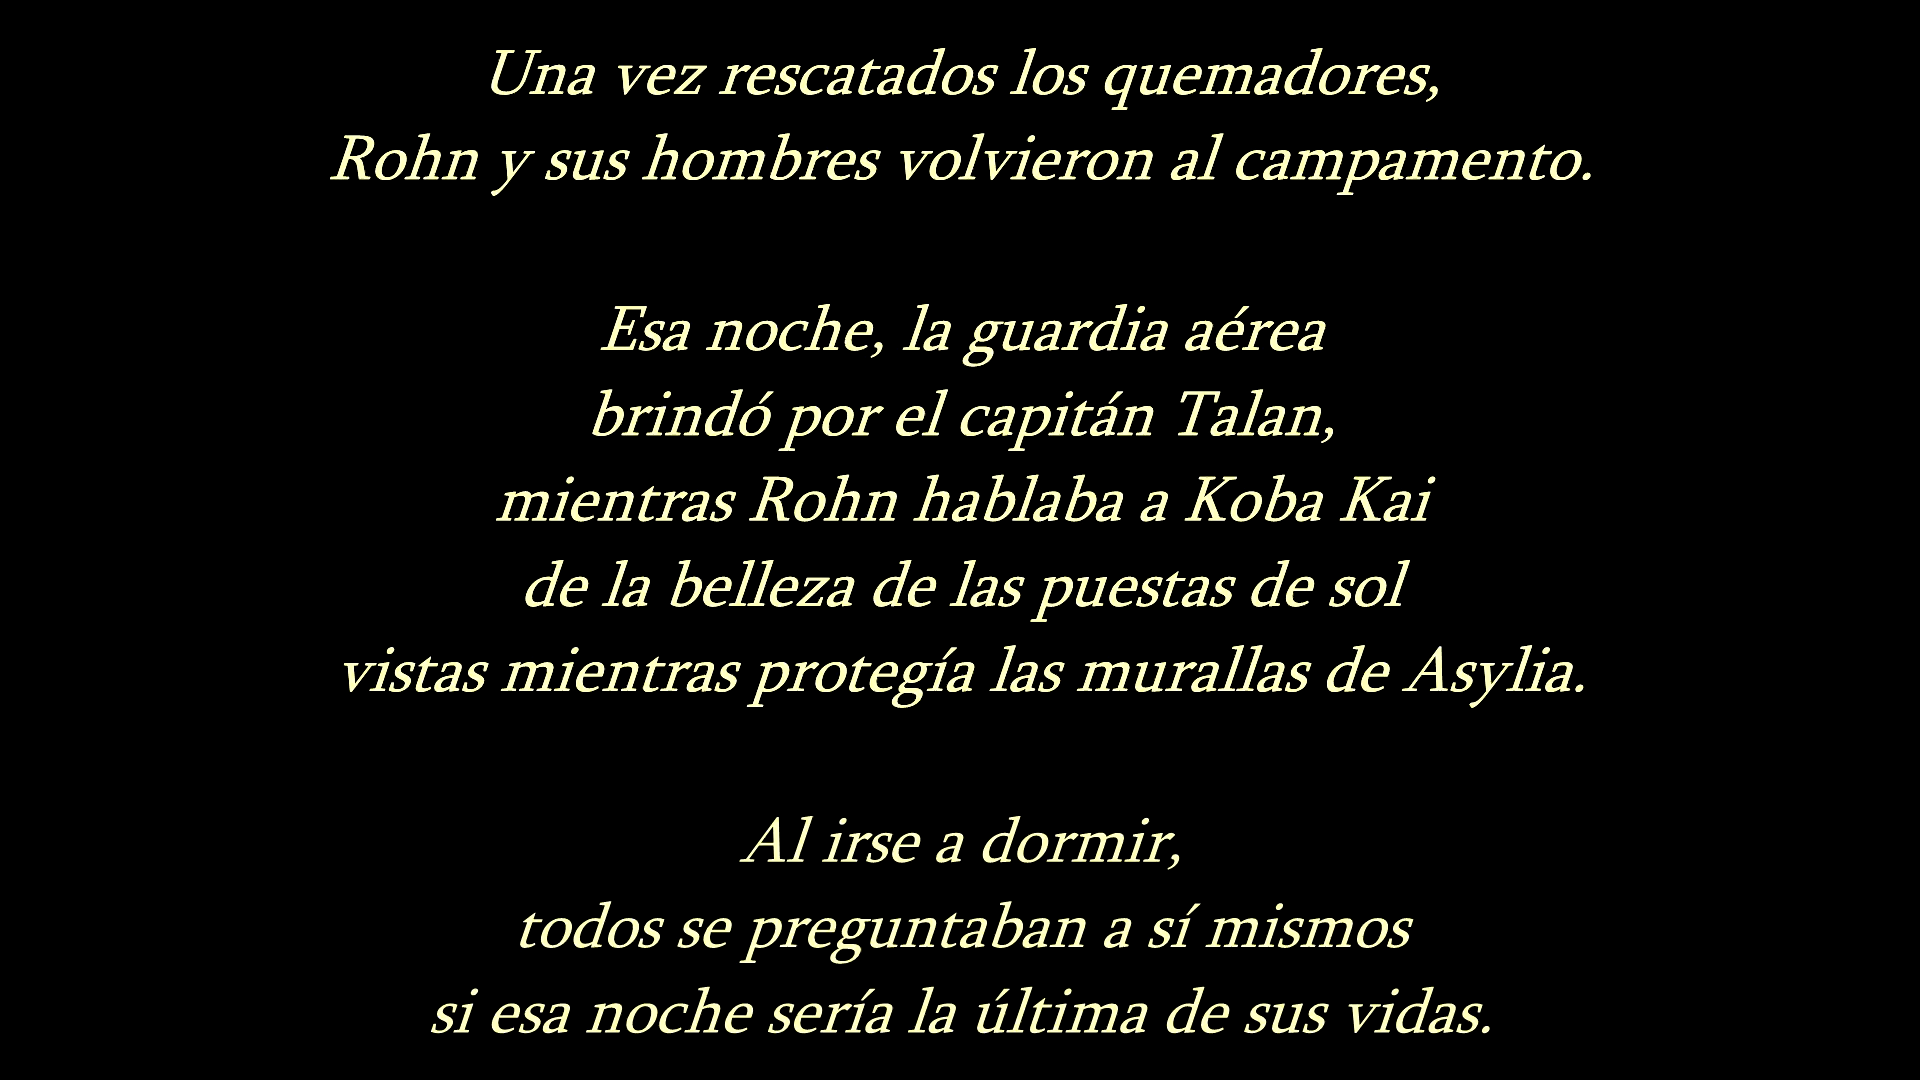 Una vez rescatados los quemadores,
Rohn y sus hombres volvieron al campamento.
Esa noche, la guardia aérea
brindó por el capitán Talan,
mientras Rohn hablaba a Koba Kai
de la belleza de las puestas de sol
vistas mientras protegía las murallas de Asylia.
Al irse a dormir,
todos se preguntaban a sí mismos
si esa noche sería la última de sus vidas.